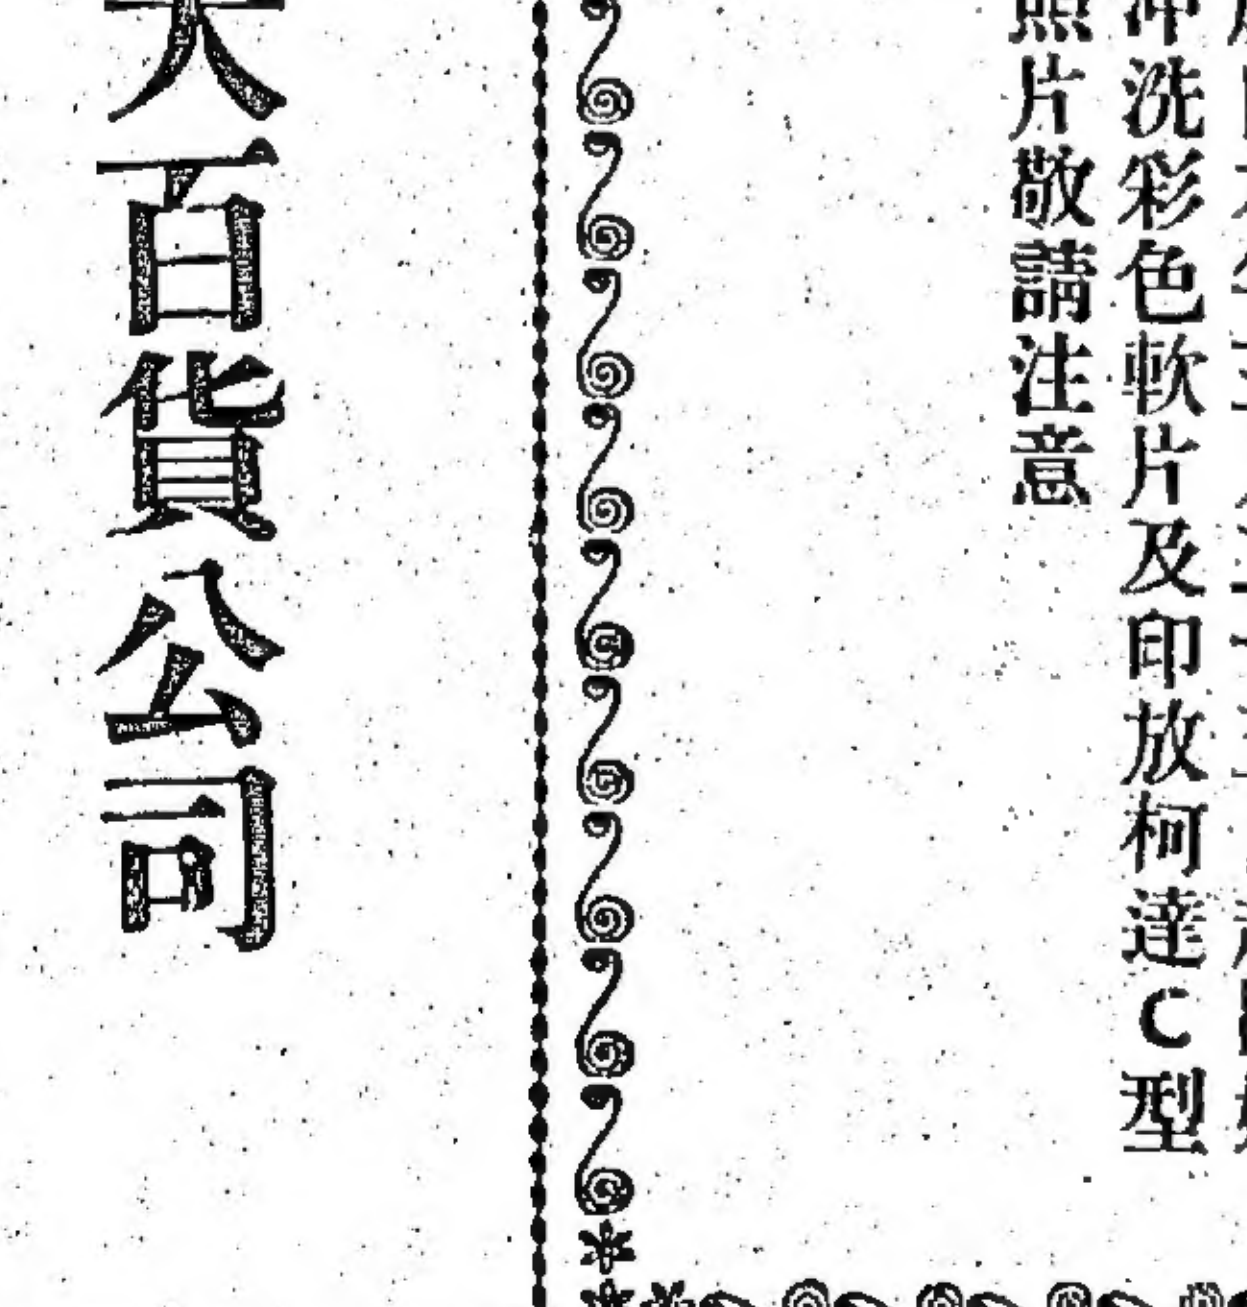 冲洗彩色軟片及印放柯達C型
照片敬請注意
大百貨公司